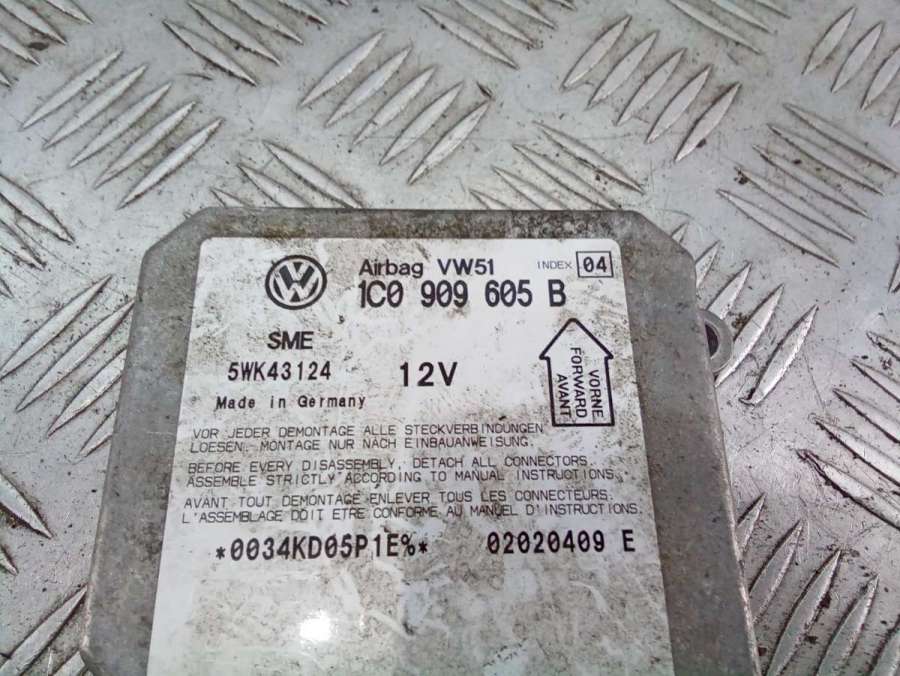 Airbag VW51 INDEX 04
1C0 909 605 B
SME
5WK43124 12V
Made in Germany
VORNE
FORWARD
AVANT
VOR JEDER DEMONTAGE ALLE STECKVERBINDUNGEN
LOESEN. MONTAGE NUR NACH EINBAUANWEISUNG.
BEFORE EVERY DISASSEMBLY, DETACH ALL CONNECTORS.
ASSEMBLE STRICTLY ACCORDING TO MANUAL INSTRUCTIONS.
AVANT TOUT DEMONTAGE ENLEVER TOUS LES CONNECTEURS.
L'ASSEMBLAGE DOIT ETRE CONFORME AU MANUEL D'INSTRUCTIONS.
*0034KD05P1E%* 02020409 E